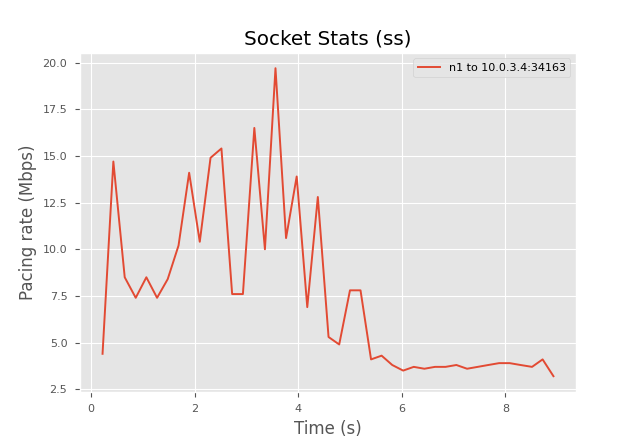 Socket Stats (ss)
n1 to 10.0.3.4:34163
Pacing rate (Mbps)
20.0
17.5
15.0
12.5
10.0
7.5
5.0
2.5
0 2 4 6 8
Time (s)